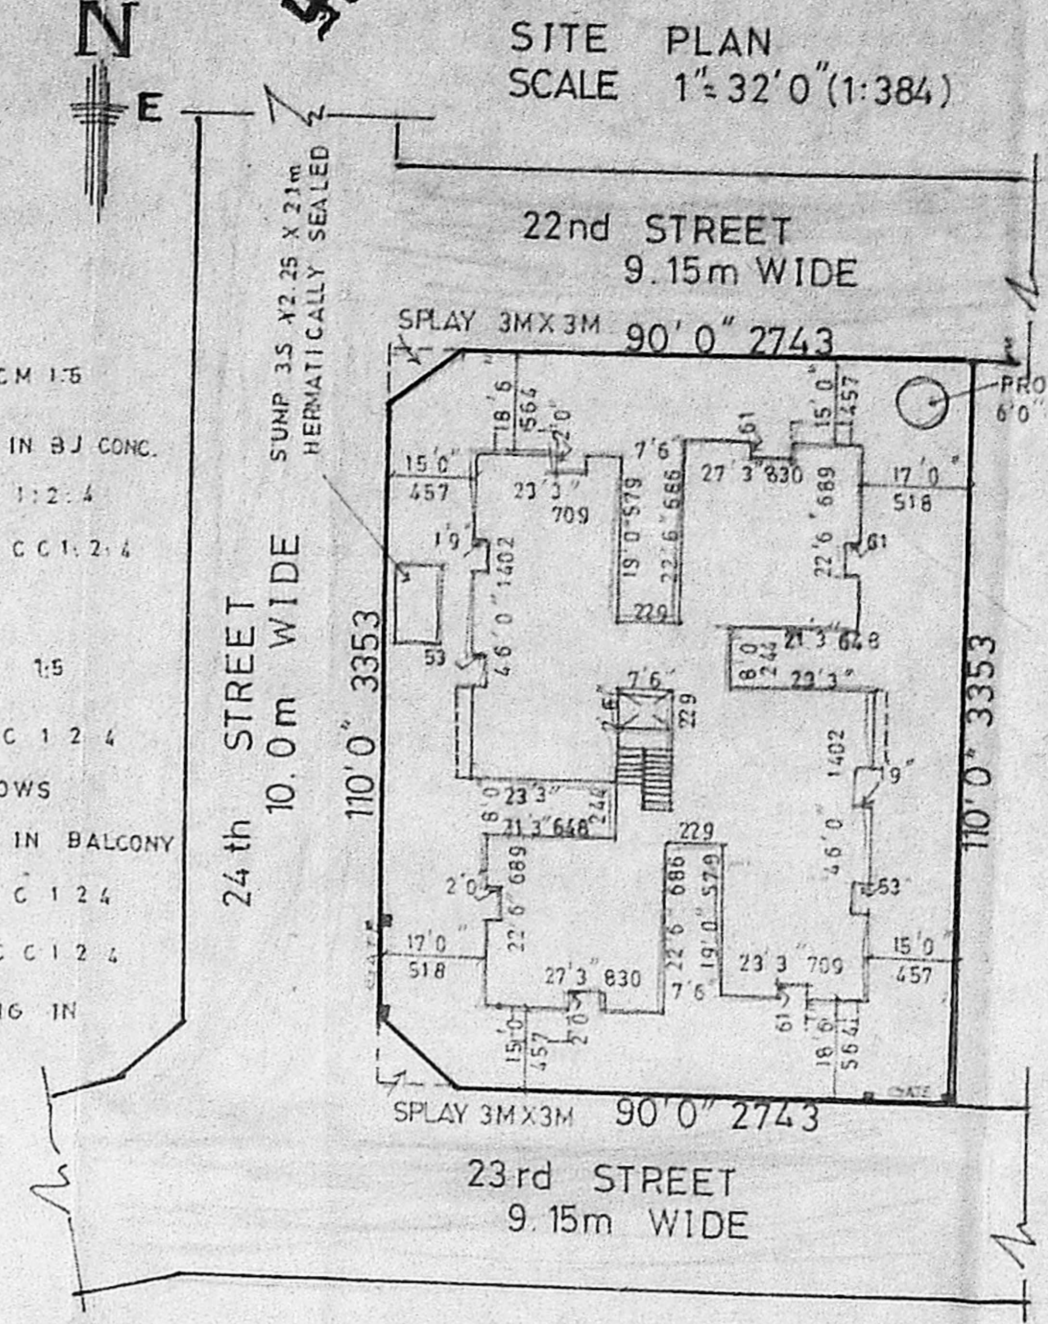 N
E
SITE PLAN
SCALE 1"= 32'0" (1:384)
SUMP 3.5 X 2.25 X 2.1m
HERMATICALLY SEALED
22nd STREET
9.15m WIDE
SPLAY 3M X 3M
90'0" 2743
PRO
6'0"
CM 1:5
IN BJ CONC.
1:2:4
CC 1:2:4
1:5
C 1 2 4
OWS
IN BALCONY
C 1 2 4
C C 1 2 4
NG IN
24th STREET
10.0m WIDE
110'0" 3353
18'6"
564
2'0"
7'6"
61
15'0"
457
15'0"
457
23'3"
709
27'3" 830
17'0"
518
19'0" 579
22'6" 686
22'6" 689
1'9"
46'0" 1402
61
229
53
21'3" 648
8'0"
244
23'3"
7'6"
2'6"
229
1402
46'0"
9"
110'0" 3353
8'0"
23'3"
244
21'3" 648
229
2'0"
22'6" 689
22'6" 686
19'0" 579
53
17'0"
518
27'3" 830
7'6"
23'3" 709
15'0"
457
15'0
457
2'0
61
18'6
564
GATE
GATE
SPLAY 3M X 3M
90'0" 2743
23rd STREET
9.15m WIDE